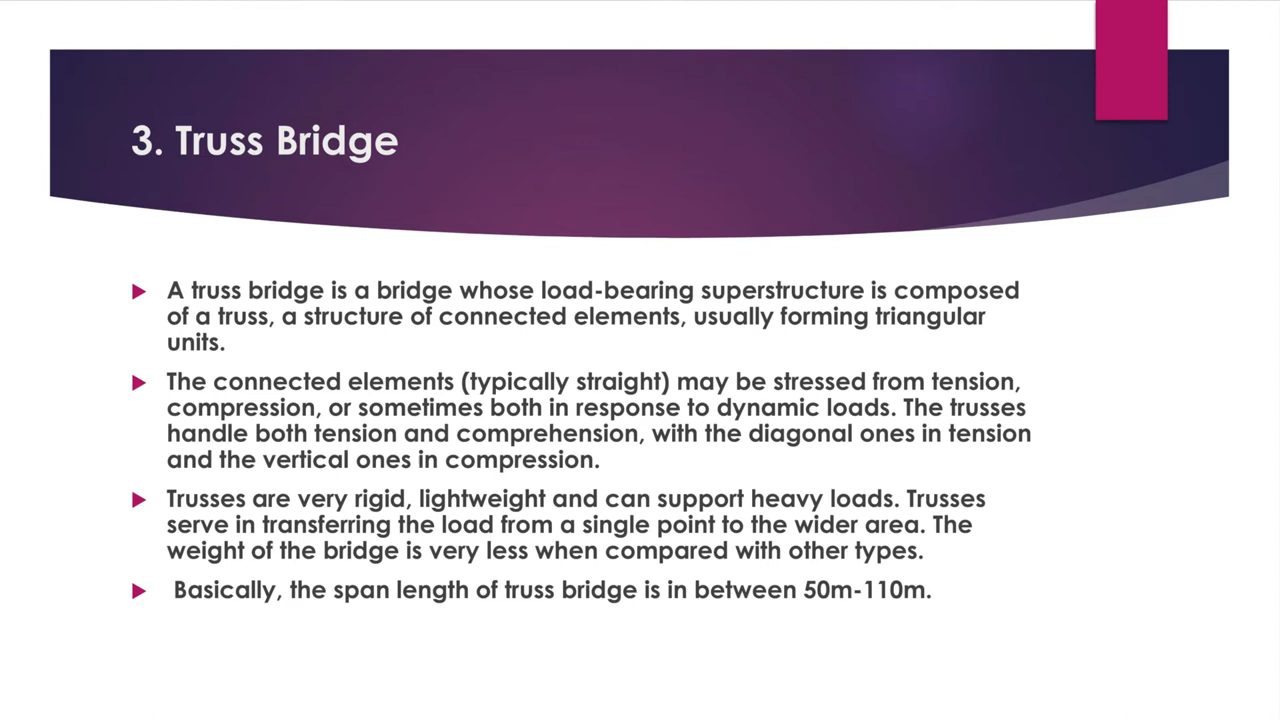 3. Truss Bridge
A truss bridge is a bridge whose load-bearing superstructure is composed
of a truss, a structure of connected elements, usually forming triangular
units.
The connected elements (typically straight) may be stressed from tension,
compression, or sometimes both in response to dynamic loads. The trusses
handle both tension and comprehension, with the diagonal ones in tension
and the vertical ones in compression.
Trusses are very rigid, lightweight and can support heavy loads. Trusses
serve in transferring the load from a single point to the wider area. The
weight of the bridge is very less when compared with other types.
Basically, the span length of truss bridge is in between 50m-110m.